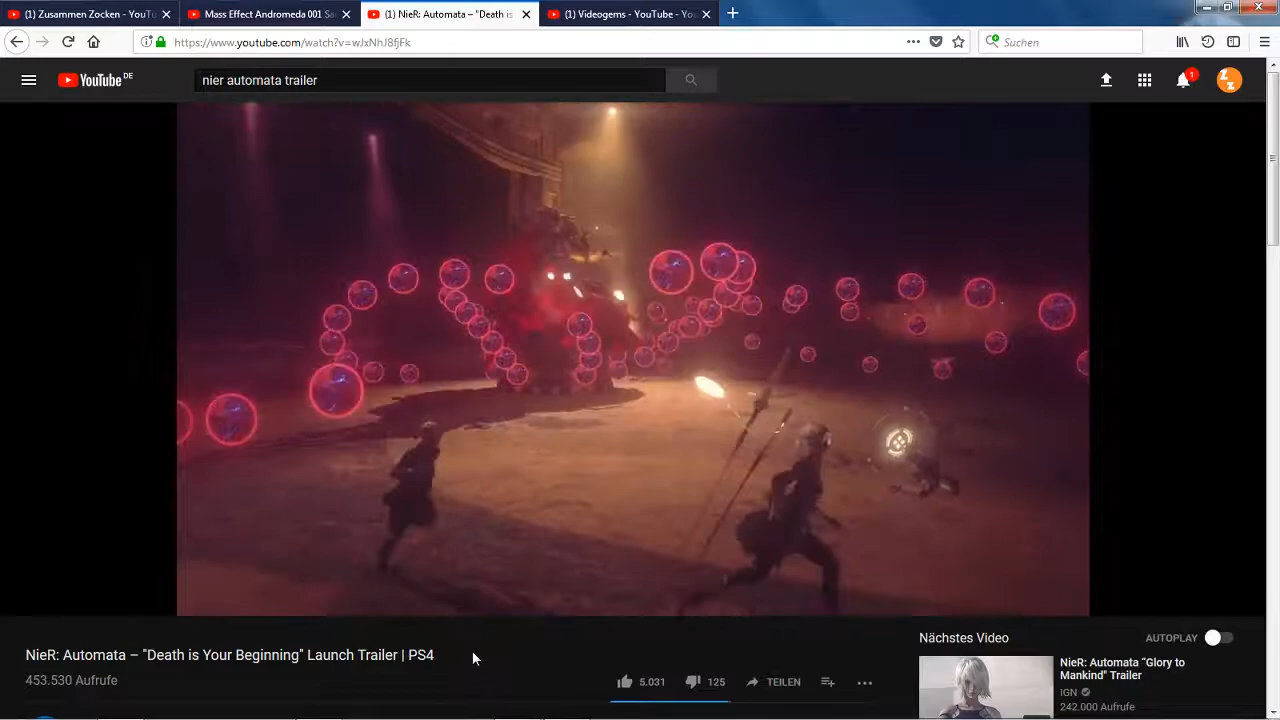 (1) Zusammen Zocken - YouTu
Mass Effect Andromeda 001 Sa
(1) NieR: Automata – "Death is
(1) Videogems - YouTube - You
https://www.youtube.com/watch?v=wJxNhJ8fjFk
Suchen
YouTube DE
nier automata trailer
1
NieR: Automata – "Death is Your Beginning" Launch Trailer | PS4
453.530 Aufrufe
5.031
125
TEILEN
Nächstes Video
AUTOPLAY
NieR: Automata "Glory to
Mankind" Trailer
IGN
242.000 Aufrufe